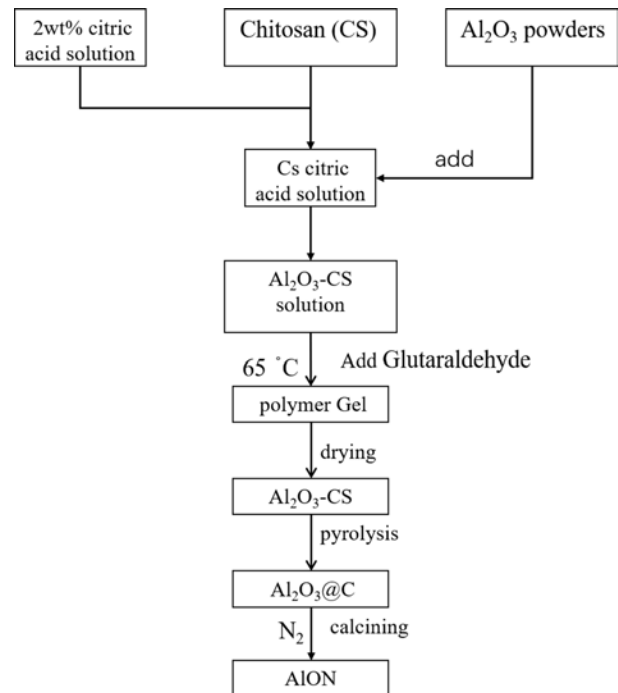 2wt% citric
acid solution
Chitosan (CS)
Al₂O₃ powders
Cs citric
acid solution
add
Al₂O₃-CS
solution
65 °C
Add Glutaraldehyde
polymer Gel
drying
Al₂O₃-CS
pyrolysis
Al₂O₃@C
N₂
calcining
AlON